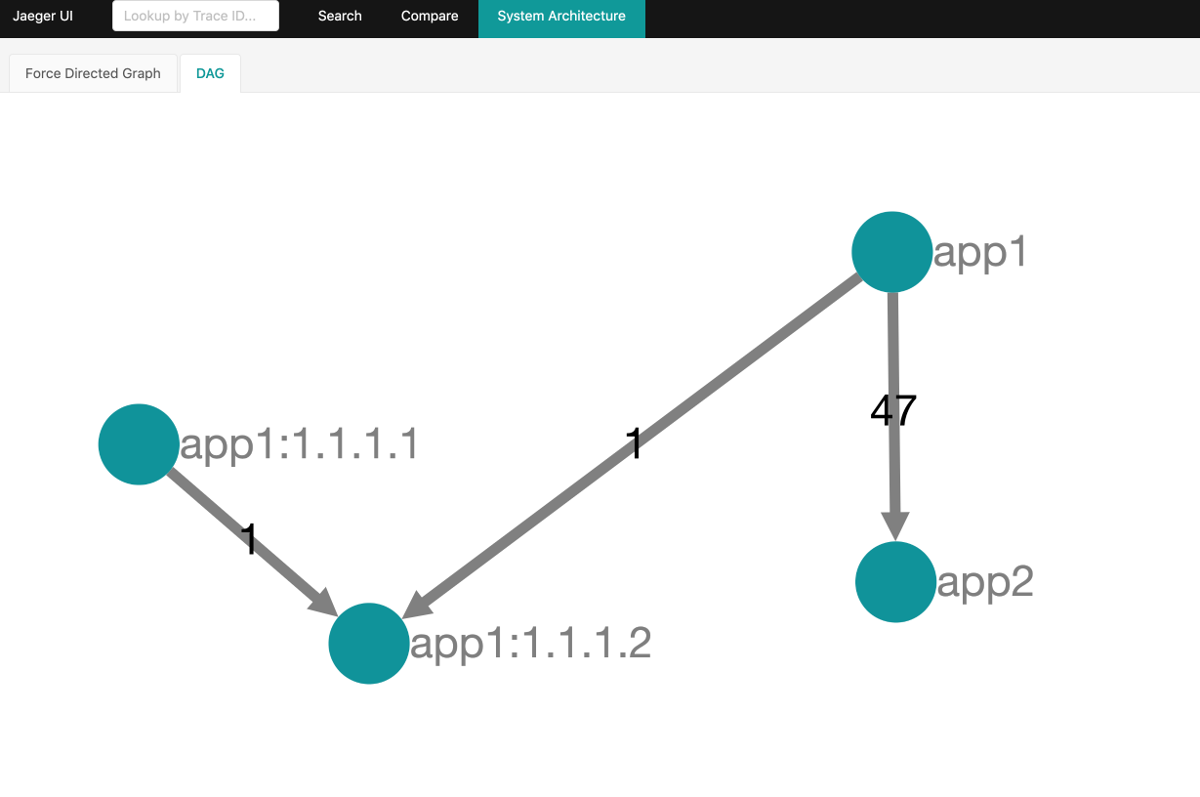 Jaeger UI
Lookup by Trace ID...
Search
Compare
System Architecture
Force Directed Graph
DAG
app1
47
app1:1.1.1.1
1
1
app2
app1:1.1.1.2